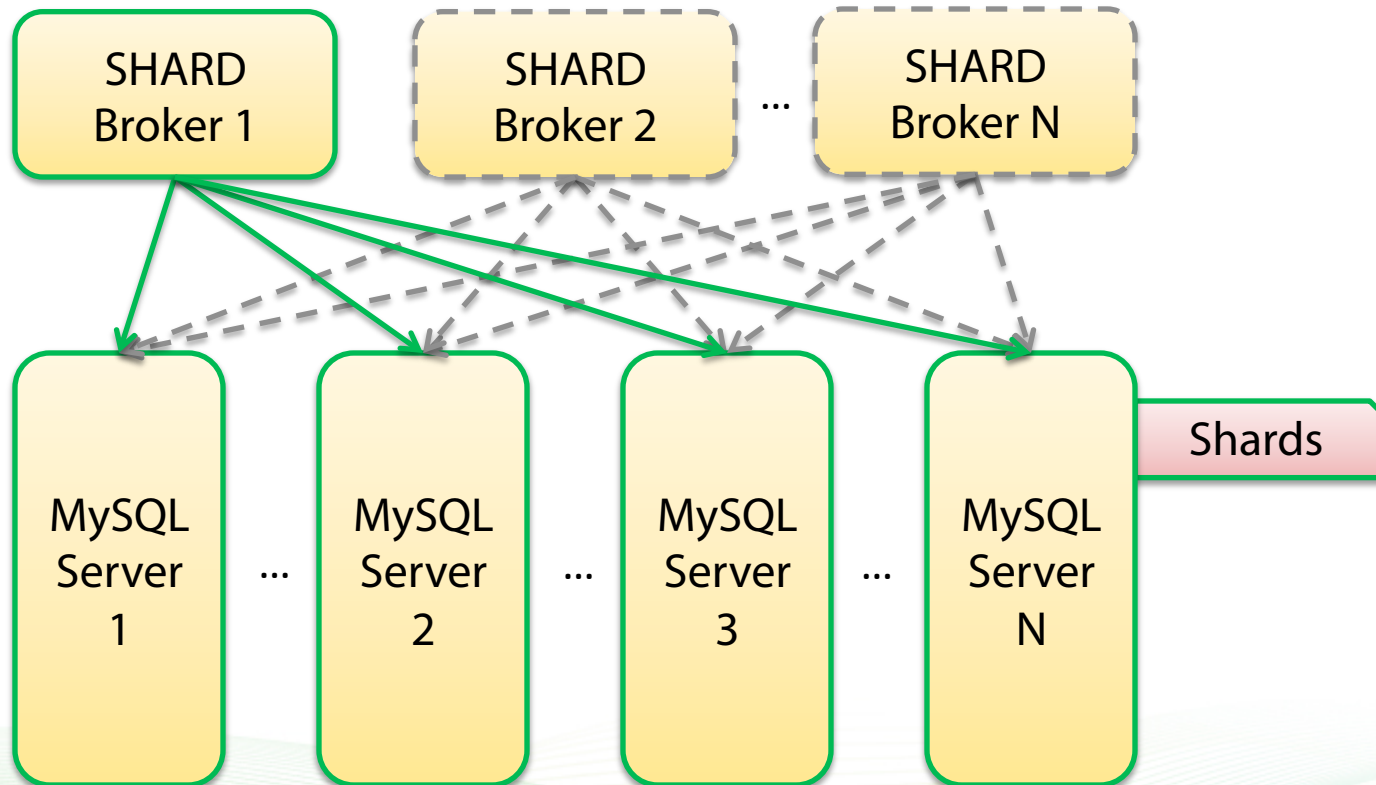 SHARD
Broker 1
SHARD
Broker 2
...
SHARD
Broker N
Shards
MySQL
Server
1
...
MySQL
Server
2
...
MySQL
Server
3
...
MySQL
Server
N